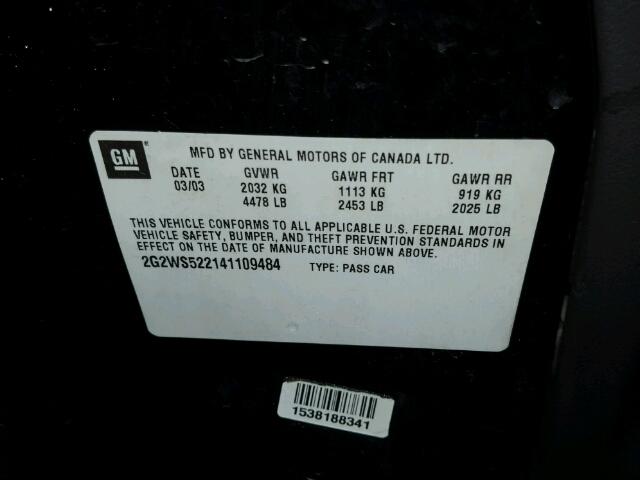 GM
MFD BY GENERAL MOTORS OF CANADA LTD.
DATE GVWR GAWR FRT GAWR RR
03/03 2032 KG 1113 KG 919 KG
4478 LB 2453 LB 2025 LB
THIS VEHICLE CONFORMS TO ALL APPLICABLE U.S. FEDERAL MOTOR
VEHICLE SAFETY, BUMPER, AND THEFT PREVENTION STANDARDS IN
EFFECT ON THE DATE OF MANUFACTURE SHOWN ABOVE.
2G2WS522141109484 TYPE: PASS CAR
1538188341